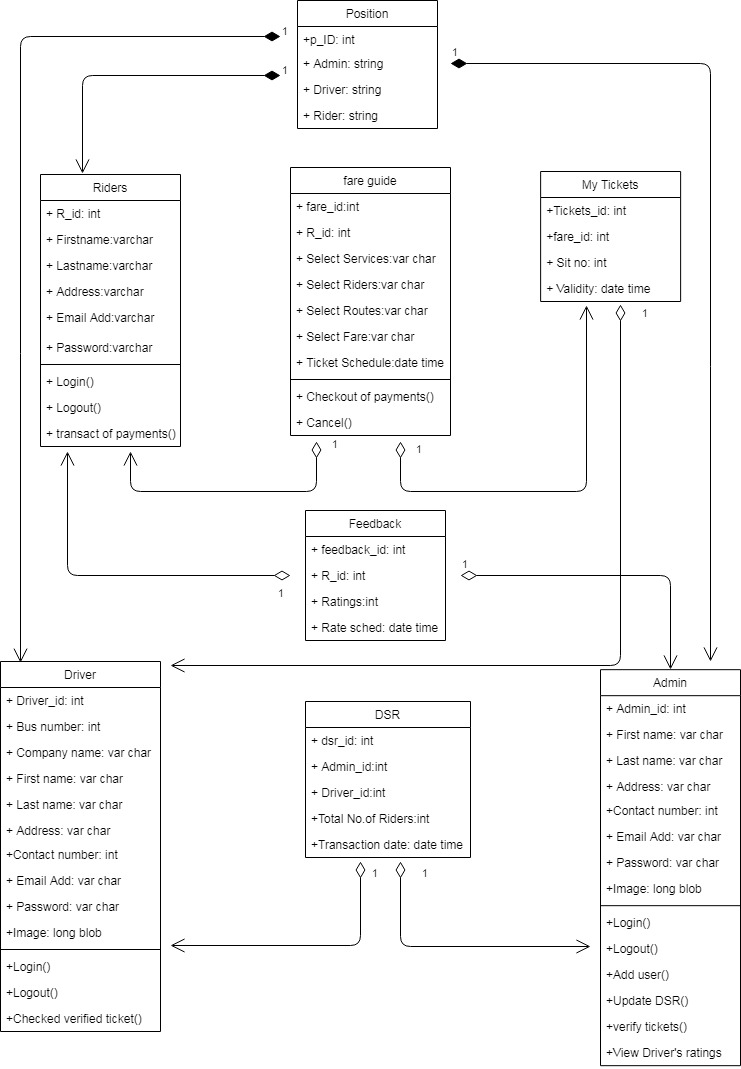 Position
+p_ID: int
+ Admin: string
+ Driver: string
+ Rider: string
1
1
1
Riders
+ R_id: int
+ Firstname:varchar
+ Lastname:varchar
+ Address:varchar
+ Email Add:varchar
+ Password:varchar
+ Login()
+ Logout()
+ transact of payments()
fare guide
+ fare_id:int
+ R_id: int
+ Select Services:var char
+ Select Riders:var char
+ Select Routes:var char
+ Select Fare:var char
+ Ticket Schedule:date time
+ Checkout of payments()
+ Cancel()
1
1
My Tickets
+Tickets_id: int
+fare_id: int
+ Sit no: int
+ Validity: date time
1
Feedback
+ feedback_id: int
+ R_id: int
+ Ratings:int
+ Rate sched: date time
1
1
Driver
+ Driver_id: int
+ Bus number: int
+ Company name: var char
+ First name: var char
+ Last name: var char
+ Address: var char
+Contact number: int
+ Email Add: var char
+ Password: var char
+Image: long blob
+Login()
+Logout()
+Checked verified ticket()
DSR
+ dsr_id: int
+ Admin_id:int
+ Driver_id:int
+Total No.of Riders:int
+Transaction date: date time
1
1
Admin
+ Admin_id: int
+ First name: var char
+ Last name: var char
+ Address: var char
+Contact number: int
+ Email Add: var char
+ Password: var char
+Image: long blob
+Login()
+Logout()
+Add user()
+Update DSR()
+verify tickets()
+View Driver's ratings